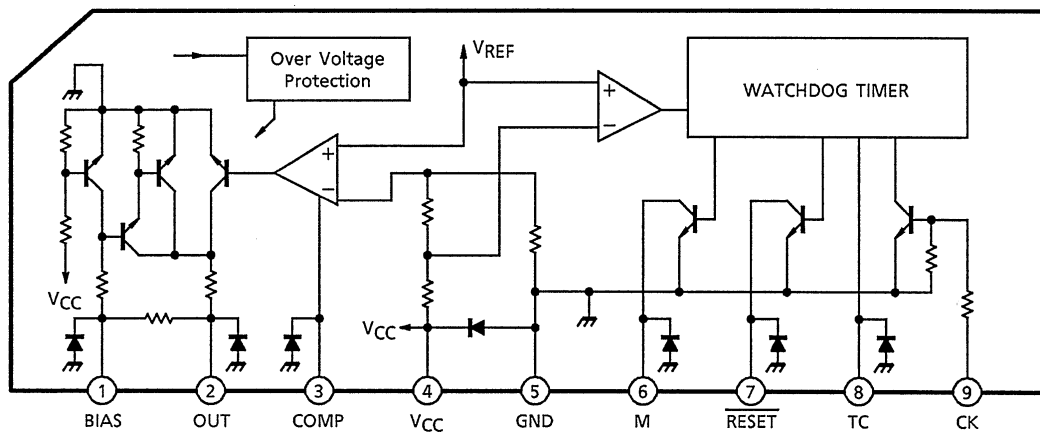 Over Voltage
Protection
VREF
WATCHDOG TIMER
+
−
+
−
VCC
VCC
1 2 3 4 5 6 7 8 9
BIAS OUT COMP VCC GND M RESET TC CK